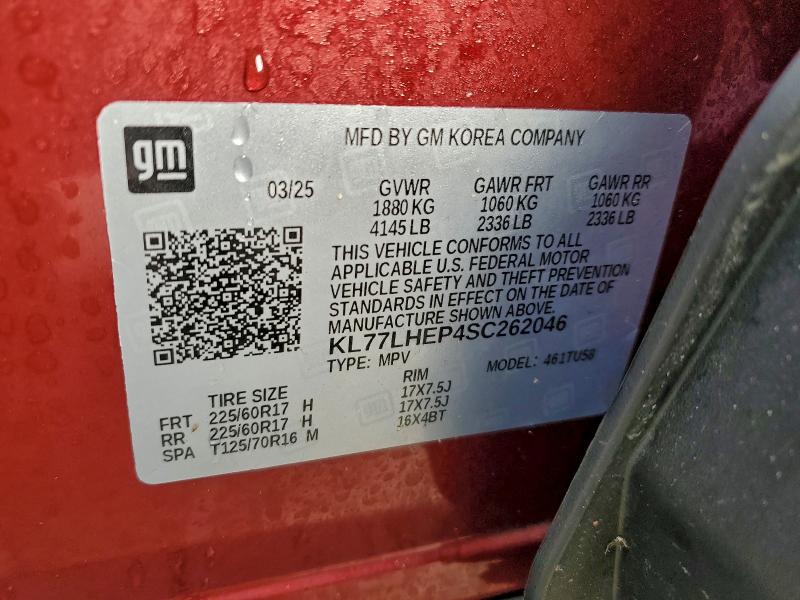 gm
MFD BY GM KOREA COMPANY
03/25 GVWR GAWR FRT GAWR RR
1880 KG 1060 KG 1060 KG
4145 LB 2336 LB 2336 LB
THIS VEHICLE CONFORMS TO ALL
APPLICABLE U.S. FEDERAL MOTOR
VEHICLE SAFETY AND THEFT PREVENTION
STANDARDS IN EFFECT ON THE DATE OF
MANUFACTURE SHOWN ABOVE.
KL77LHEP4SC262046
TYPE: MPV MODEL: 461TU58
TIRE SIZE RIM
FRT 225/60R17 H 17X7.5J
RR 225/60R17 H 17X7.5J
SPA T125/70R16 M 16X4BT